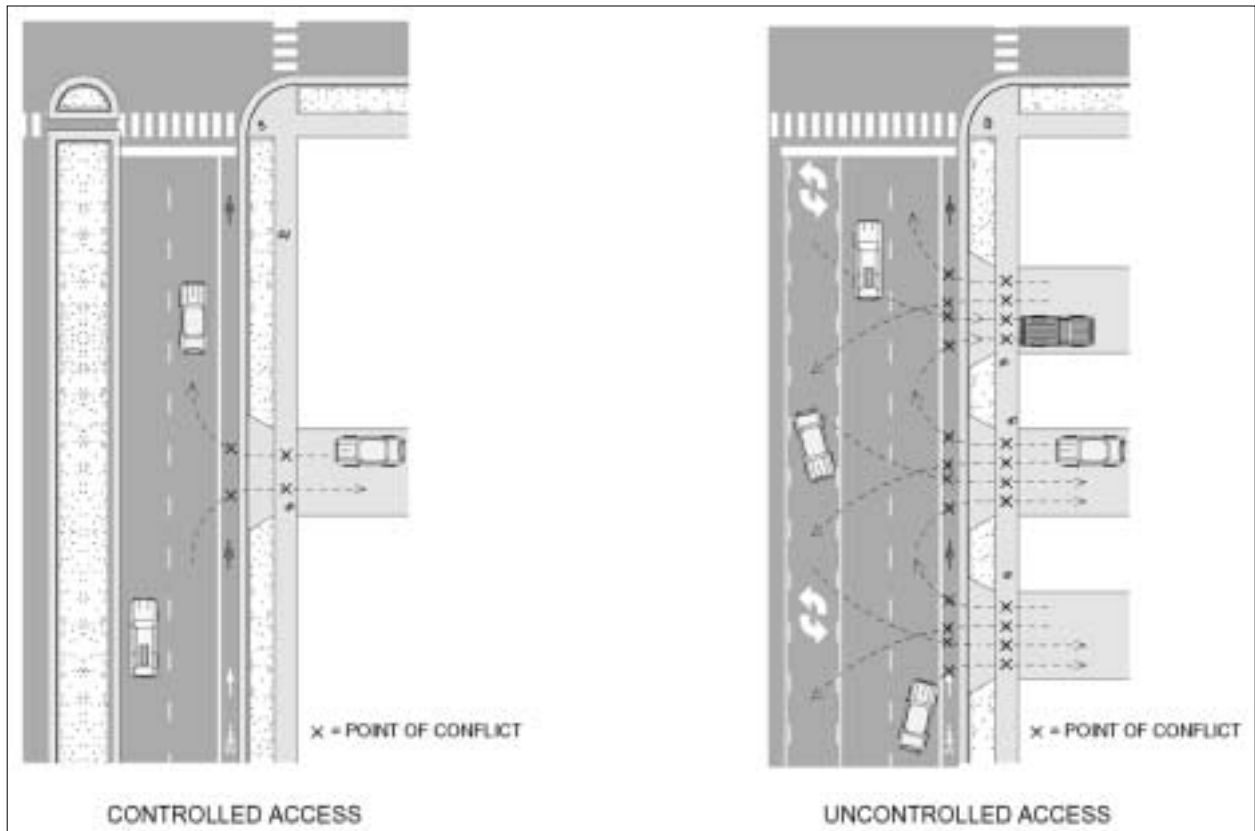 × = POINT OF CONFLICT
× = POINT OF CONFLICT
CONTROLLED ACCESS
UNCONTROLLED ACCESS